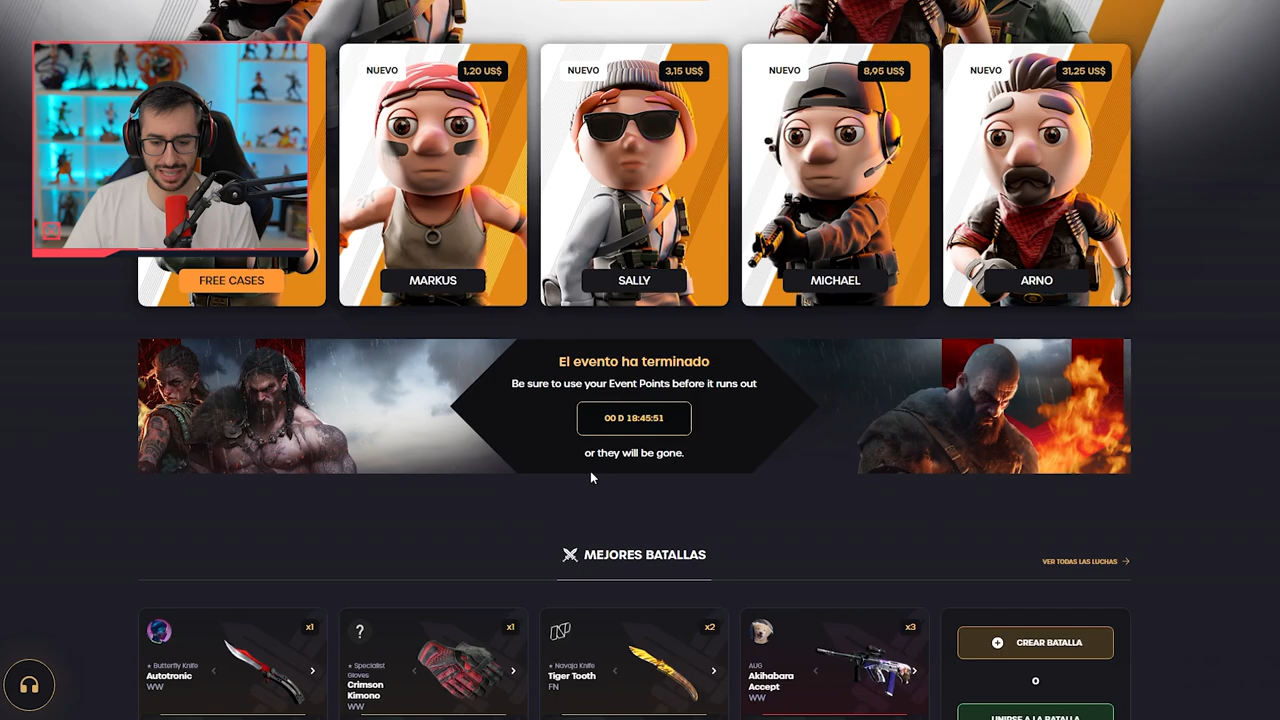 NUEVO
1,20 US$
NUEVO
3,15 US$
NUEVO
8,95 US$
NUEVO
31,25 US$
FREE CASES
MARKUS
SALLY
MICHAEL
ARNO
El evento ha terminado
Be sure to use your Event Points before it runs out
00 D 18:45:51
or they will be gone.
MEJORES BATALLAS
VER TODAS LAS LUCHAS
x1
★ Butterfly Knife
Autotronic
WW
?
x1
★ Specialist
Gloves
Crimson
Kimono
WW
x2
★ Navaja Knife
Tiger Tooth
FN
x3
AUG
Akihabara
Accept
WW
CREAR BATALLA
O
UNIRSE A LA BATALLA